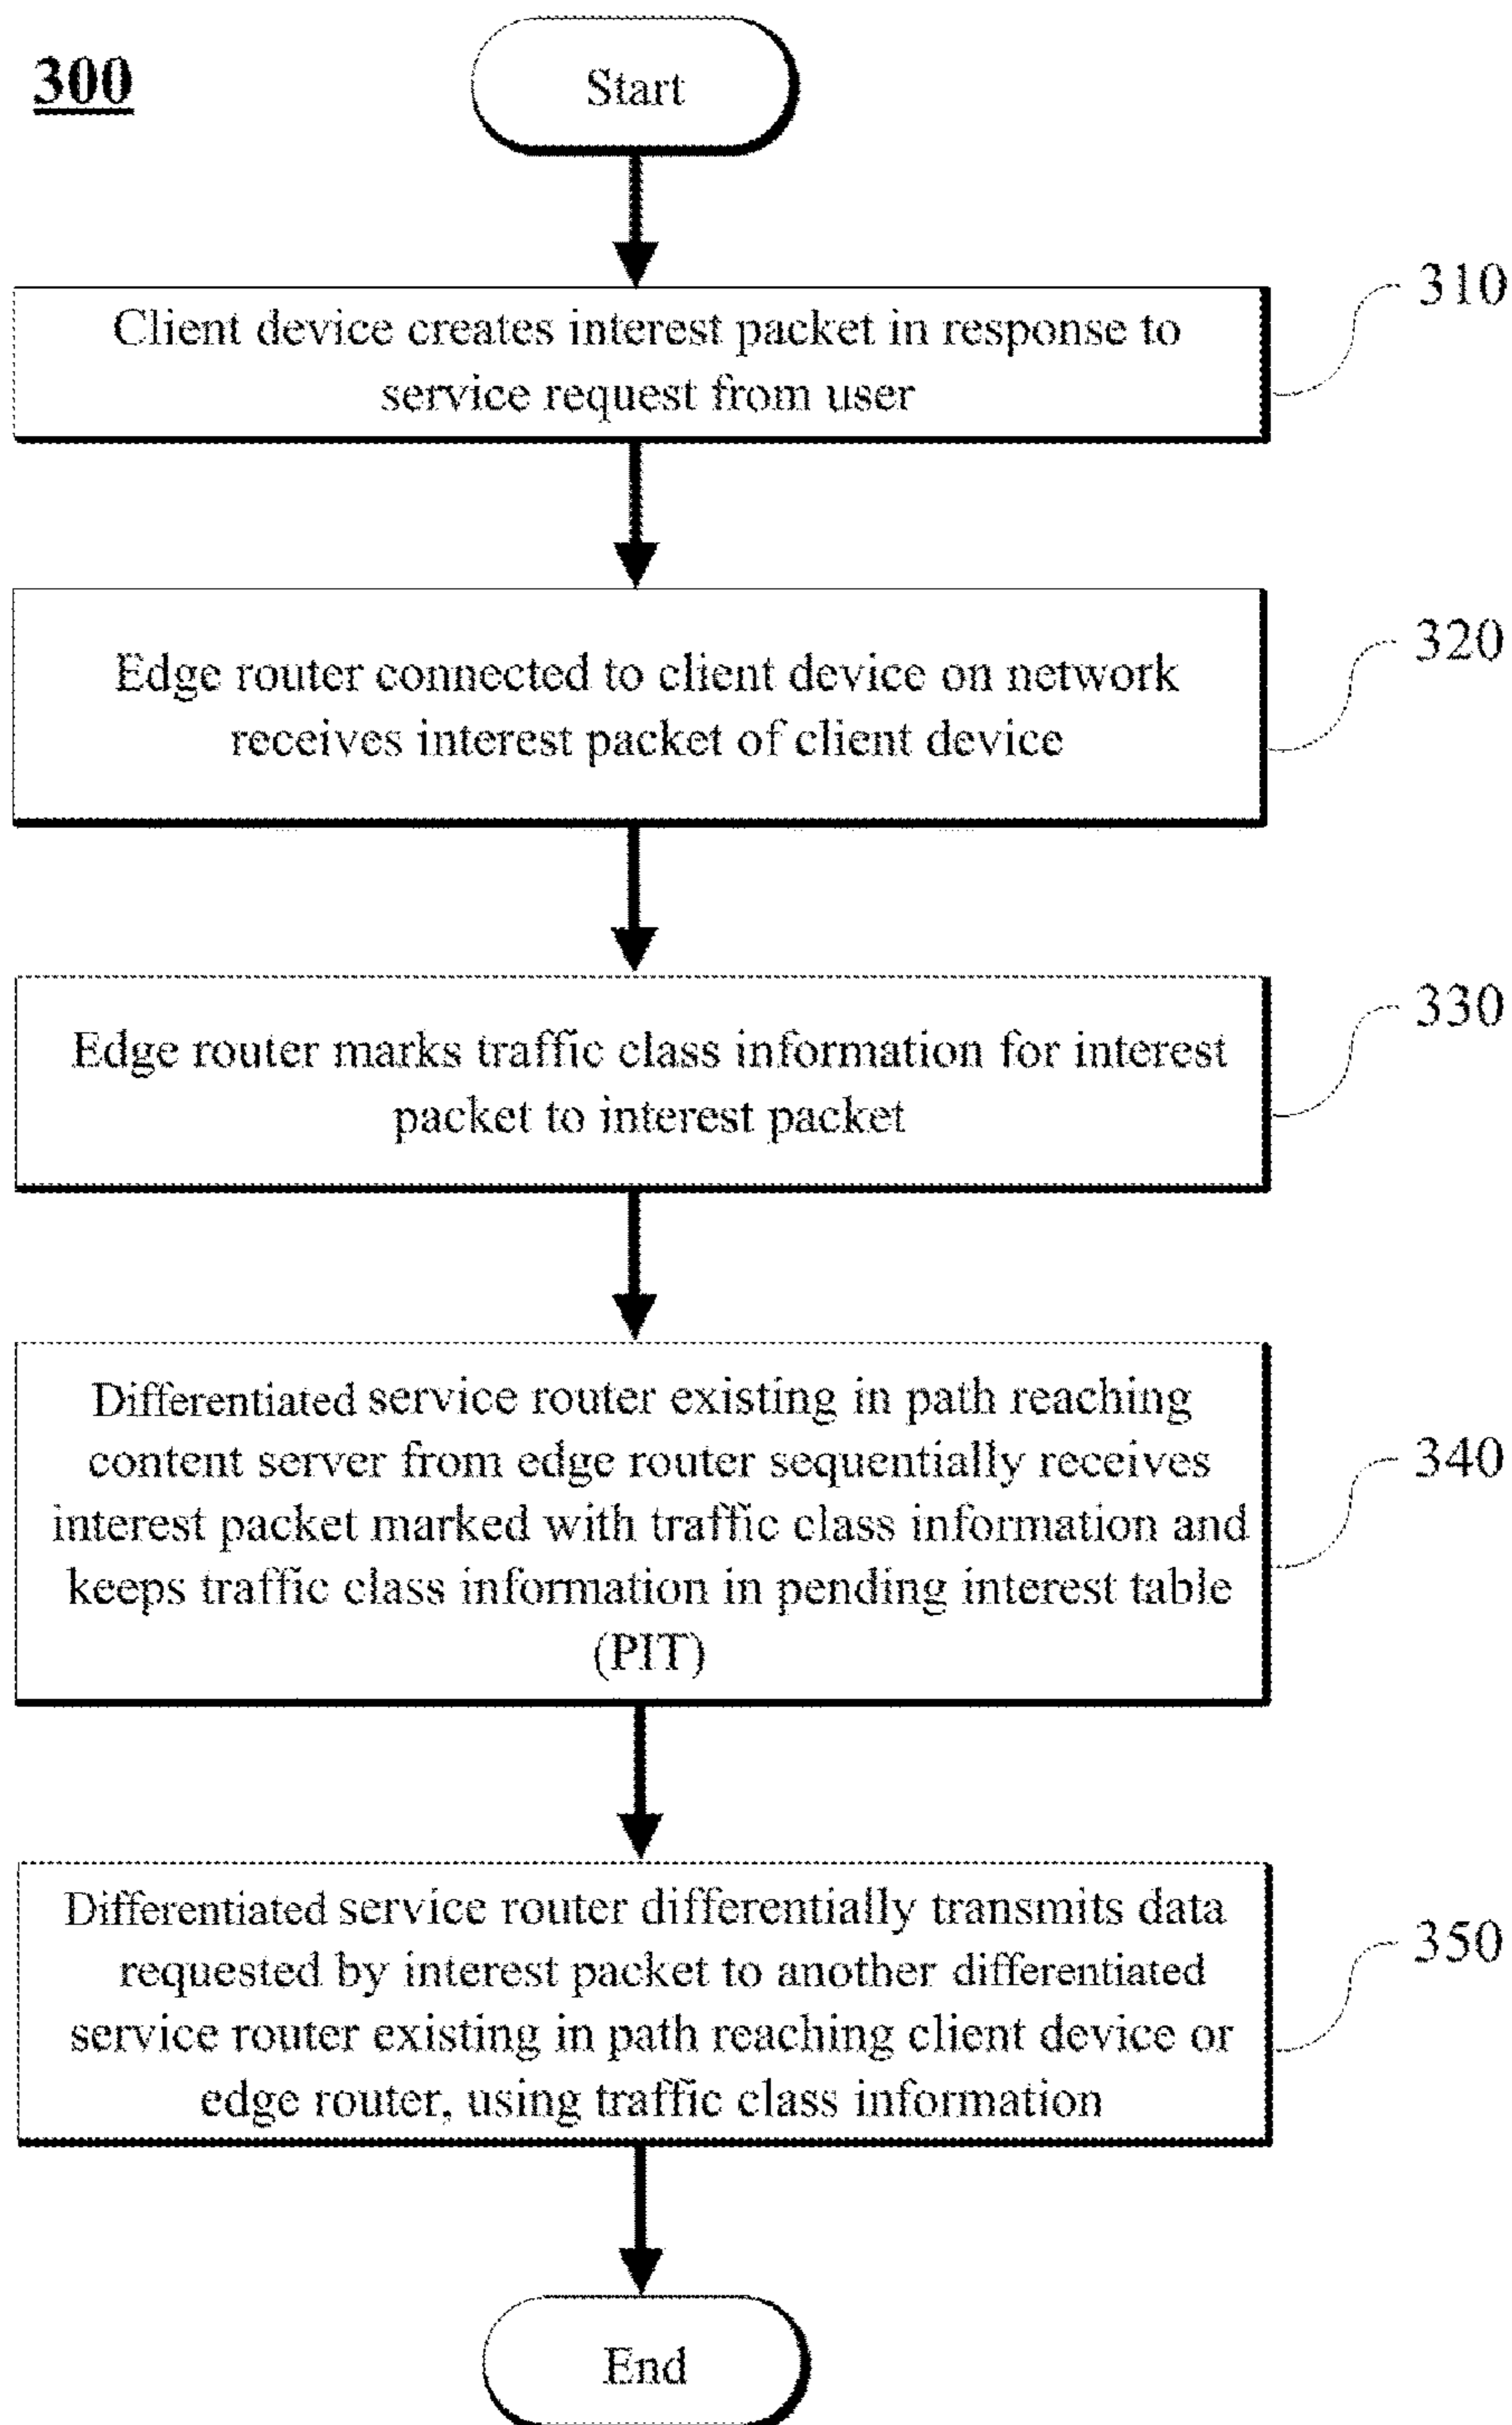 300
Start
310
Client device creates interest packet in response to
service request from user
320
Edge router connected to client device on network
receives interest packet of client device
330
Edge router marks traffic class information for interest
packet to interest packet
340
Differentiated service router existing in path reaching
content server from edge router sequentially receives
interest packet marked with traffic class information and
keeps traffic class information in pending interest table
(PIT)
350
Differentiated service router differentially transmits data
requested by interest packet to another differentiated
service router existing in path reaching client device or
edge router, using traffic class information
End